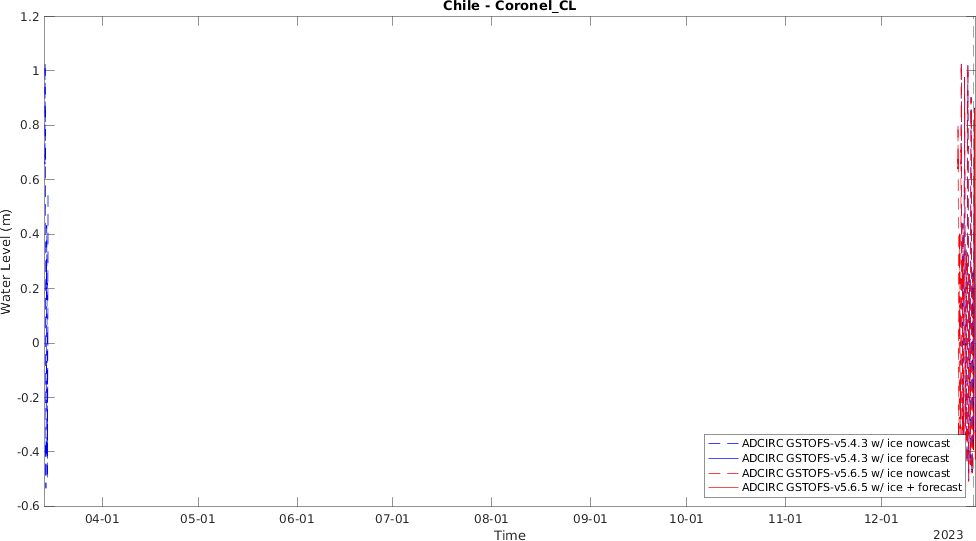 Chile - Coronel_CL
1.2
1
0.8
0.6
0.4
0.2
0
-0.2
-0.4
-0.6
Water Level (m)
04-01 05-01 06-01 07-01 08-01 09-01 10-01 11-01 12-01
Time
2023
ADCIRC GSTOFS-v5.4.3 w/ ice nowcast
ADCIRC GSTOFS-v5.4.3 w/ ice forecast
ADCIRC GSTOFS-v5.6.5 w/ ice nowcast
ADCIRC GSTOFS-v5.6.5 w/ ice + forecast